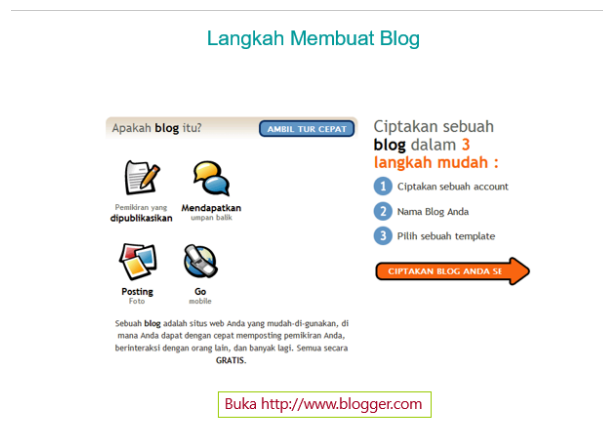 Langkah Membuat Blog
Apakah blog itu?
AMBIL TUR CEPAT
Pemikiran yang
dipublikasikan
Mendapatkan
umpan balik
Posting
Foto
Go
mobile
Sebuah blog adalah situs web Anda yang mudah-di-gunakan, di
mana Anda dapat dengan cepat memposting pemikiran Anda,
berinteraksi dengan orang lain, dan banyak lagi. Semua secara
GRATIS.
Ciptakan sebuah
blog dalam 3
langkah mudah :
1 Ciptakan sebuah account
2 Nama Blog Anda
3 Pilih sebuah template
CIPTAKAN BLOG ANDA SE
Buka http://www.blogger.com